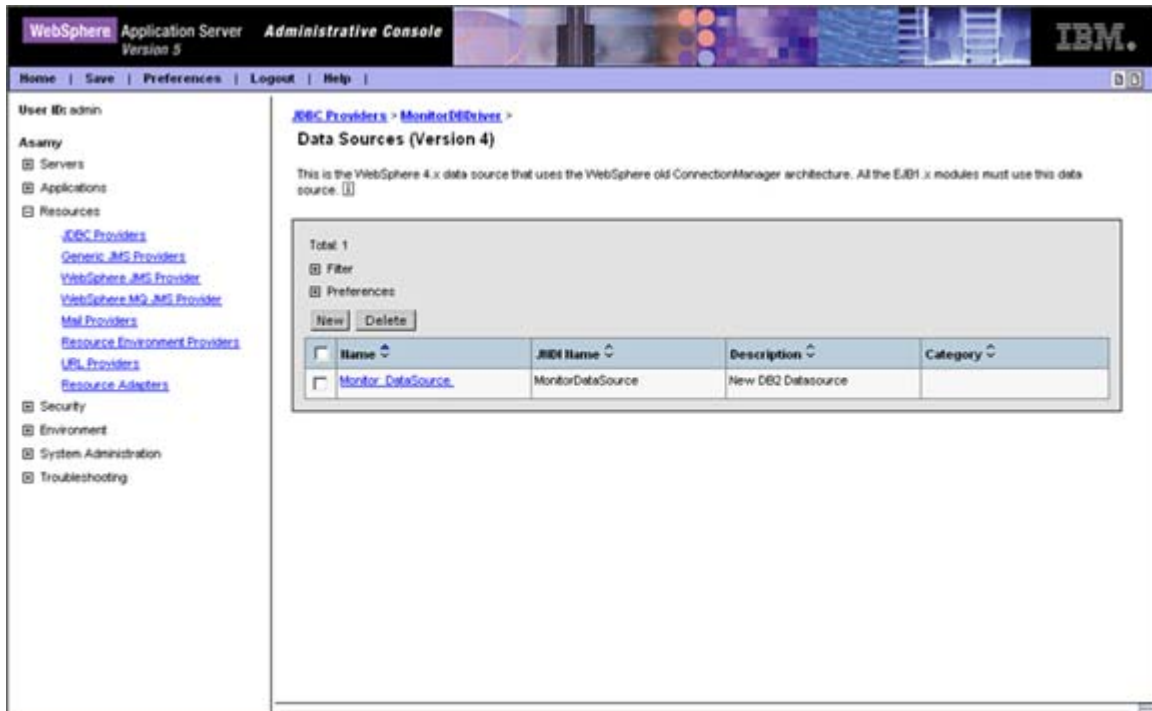 WebSphere Application Server Administrative Console
Version 5
IBM.
Home | Save | Preferences | Logout | Help |
User ID: admin
Asamy
Servers
Applications
Resources
JDBC Providers
Generic JMS Providers
WebSphere JMS Provider
WebSphere MQ JMS Provider
Mail Providers
Resource Environment Providers
URL Providers
Resource Adapters
Security
Environment
System Administration
Troubleshooting
JDBC Providers > MonitorDBDriver >
Data Sources (Version 4)
This is the WebSphere 4.x data source that uses the WebSphere old ConnectionManager architecture. All the EJB1.x modules must use this data
source. i
Total: 1
Filter
Preferences
New Delete
Name JNDI Name Description Category
Monitor_DataSource_ MonitorDataSource New DB2 Datasource